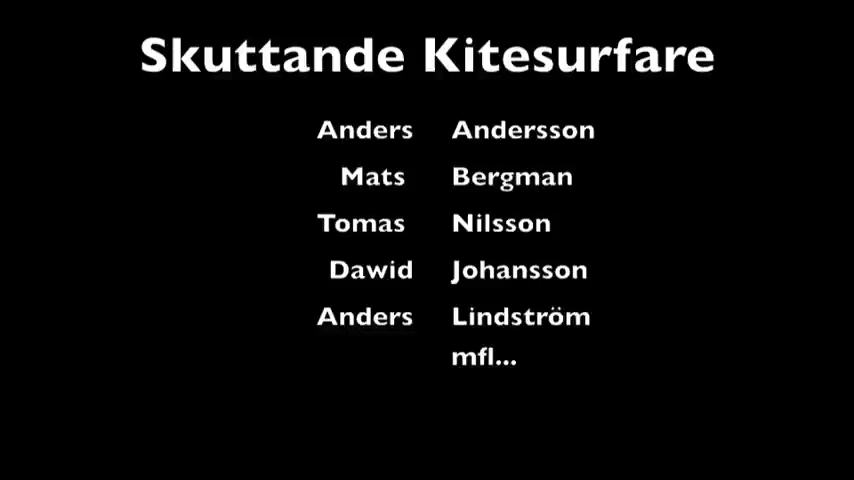 Skuttande Kitesurfare
Anders Andersson
Mats Bergman
Tomas Nilsson
Dawid Johansson
Anders Lindström
mfl...